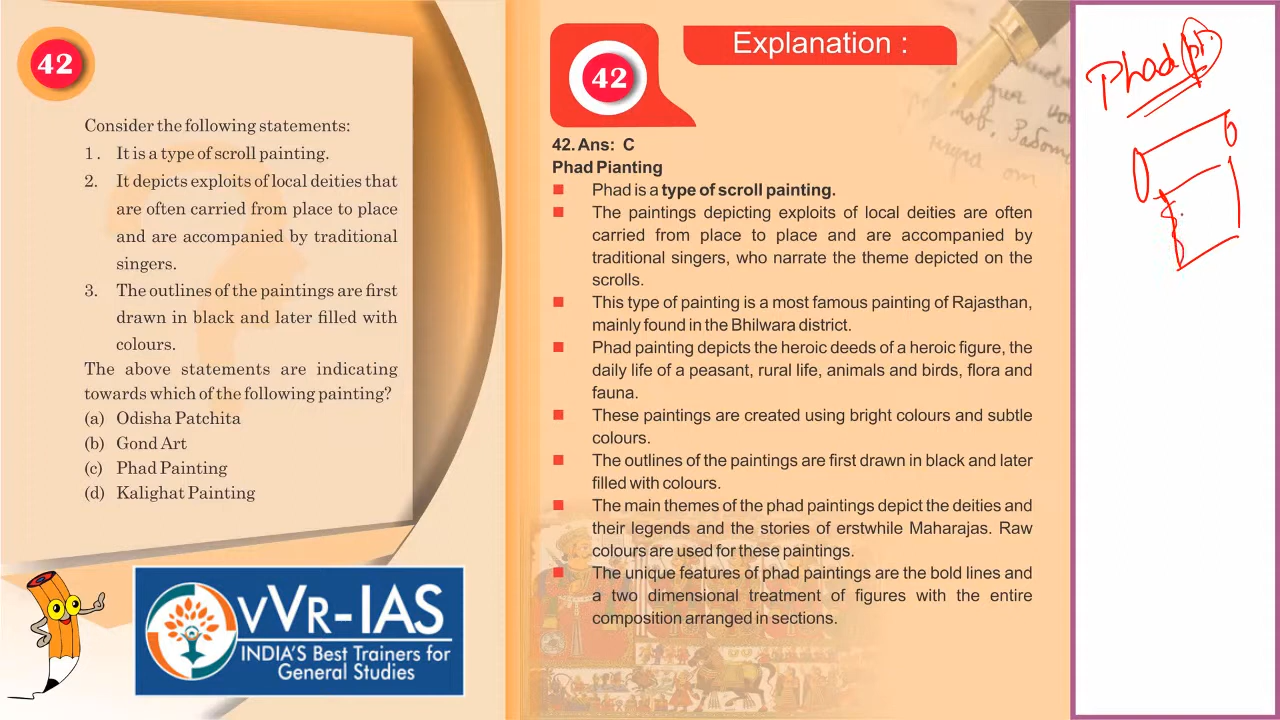 42
Consider the following statements:
1. It is a type of scroll painting.
2. It depicts exploits of local deities that
are often carried from place to place
and are accompanied by traditional
singers.
3. The outlines of the paintings are first
drawn in black and later filled with
colours.
The above statements are indicating
towards which of the following painting?
(a) Odisha Patchita
(b) Gond Art
(c) Phad Painting
(d) Kalighat Painting
vVr-IAS
INDIA'S Best Trainers for
General Studies
Explanation :
42
42. Ans: C
Phad Pianting
Phad is a type of scroll painting.
The paintings depicting exploits of local deities are often
carried from place to place and are accompanied by
traditional singers, who narrate the theme depicted on the
scrolls.
This type of painting is a most famous painting of Rajasthan,
mainly found in the Bhilwara district.
Phad painting depicts the heroic deeds of a heroic figure, the
daily life of a peasant, rural life, animals and birds, flora and
fauna.
These paintings are created using bright colours and subtle
colours.
The outlines of the paintings are first drawn in black and later
filled with colours.
The main themes of the phad paintings depict the deities and
their legends and the stories of erstwhile Maharajas. Raw
colours are used for these paintings.
The unique features of phad paintings are the bold lines and
a two dimensional treatment of figures with the entire
composition arranged in sections.
Phad